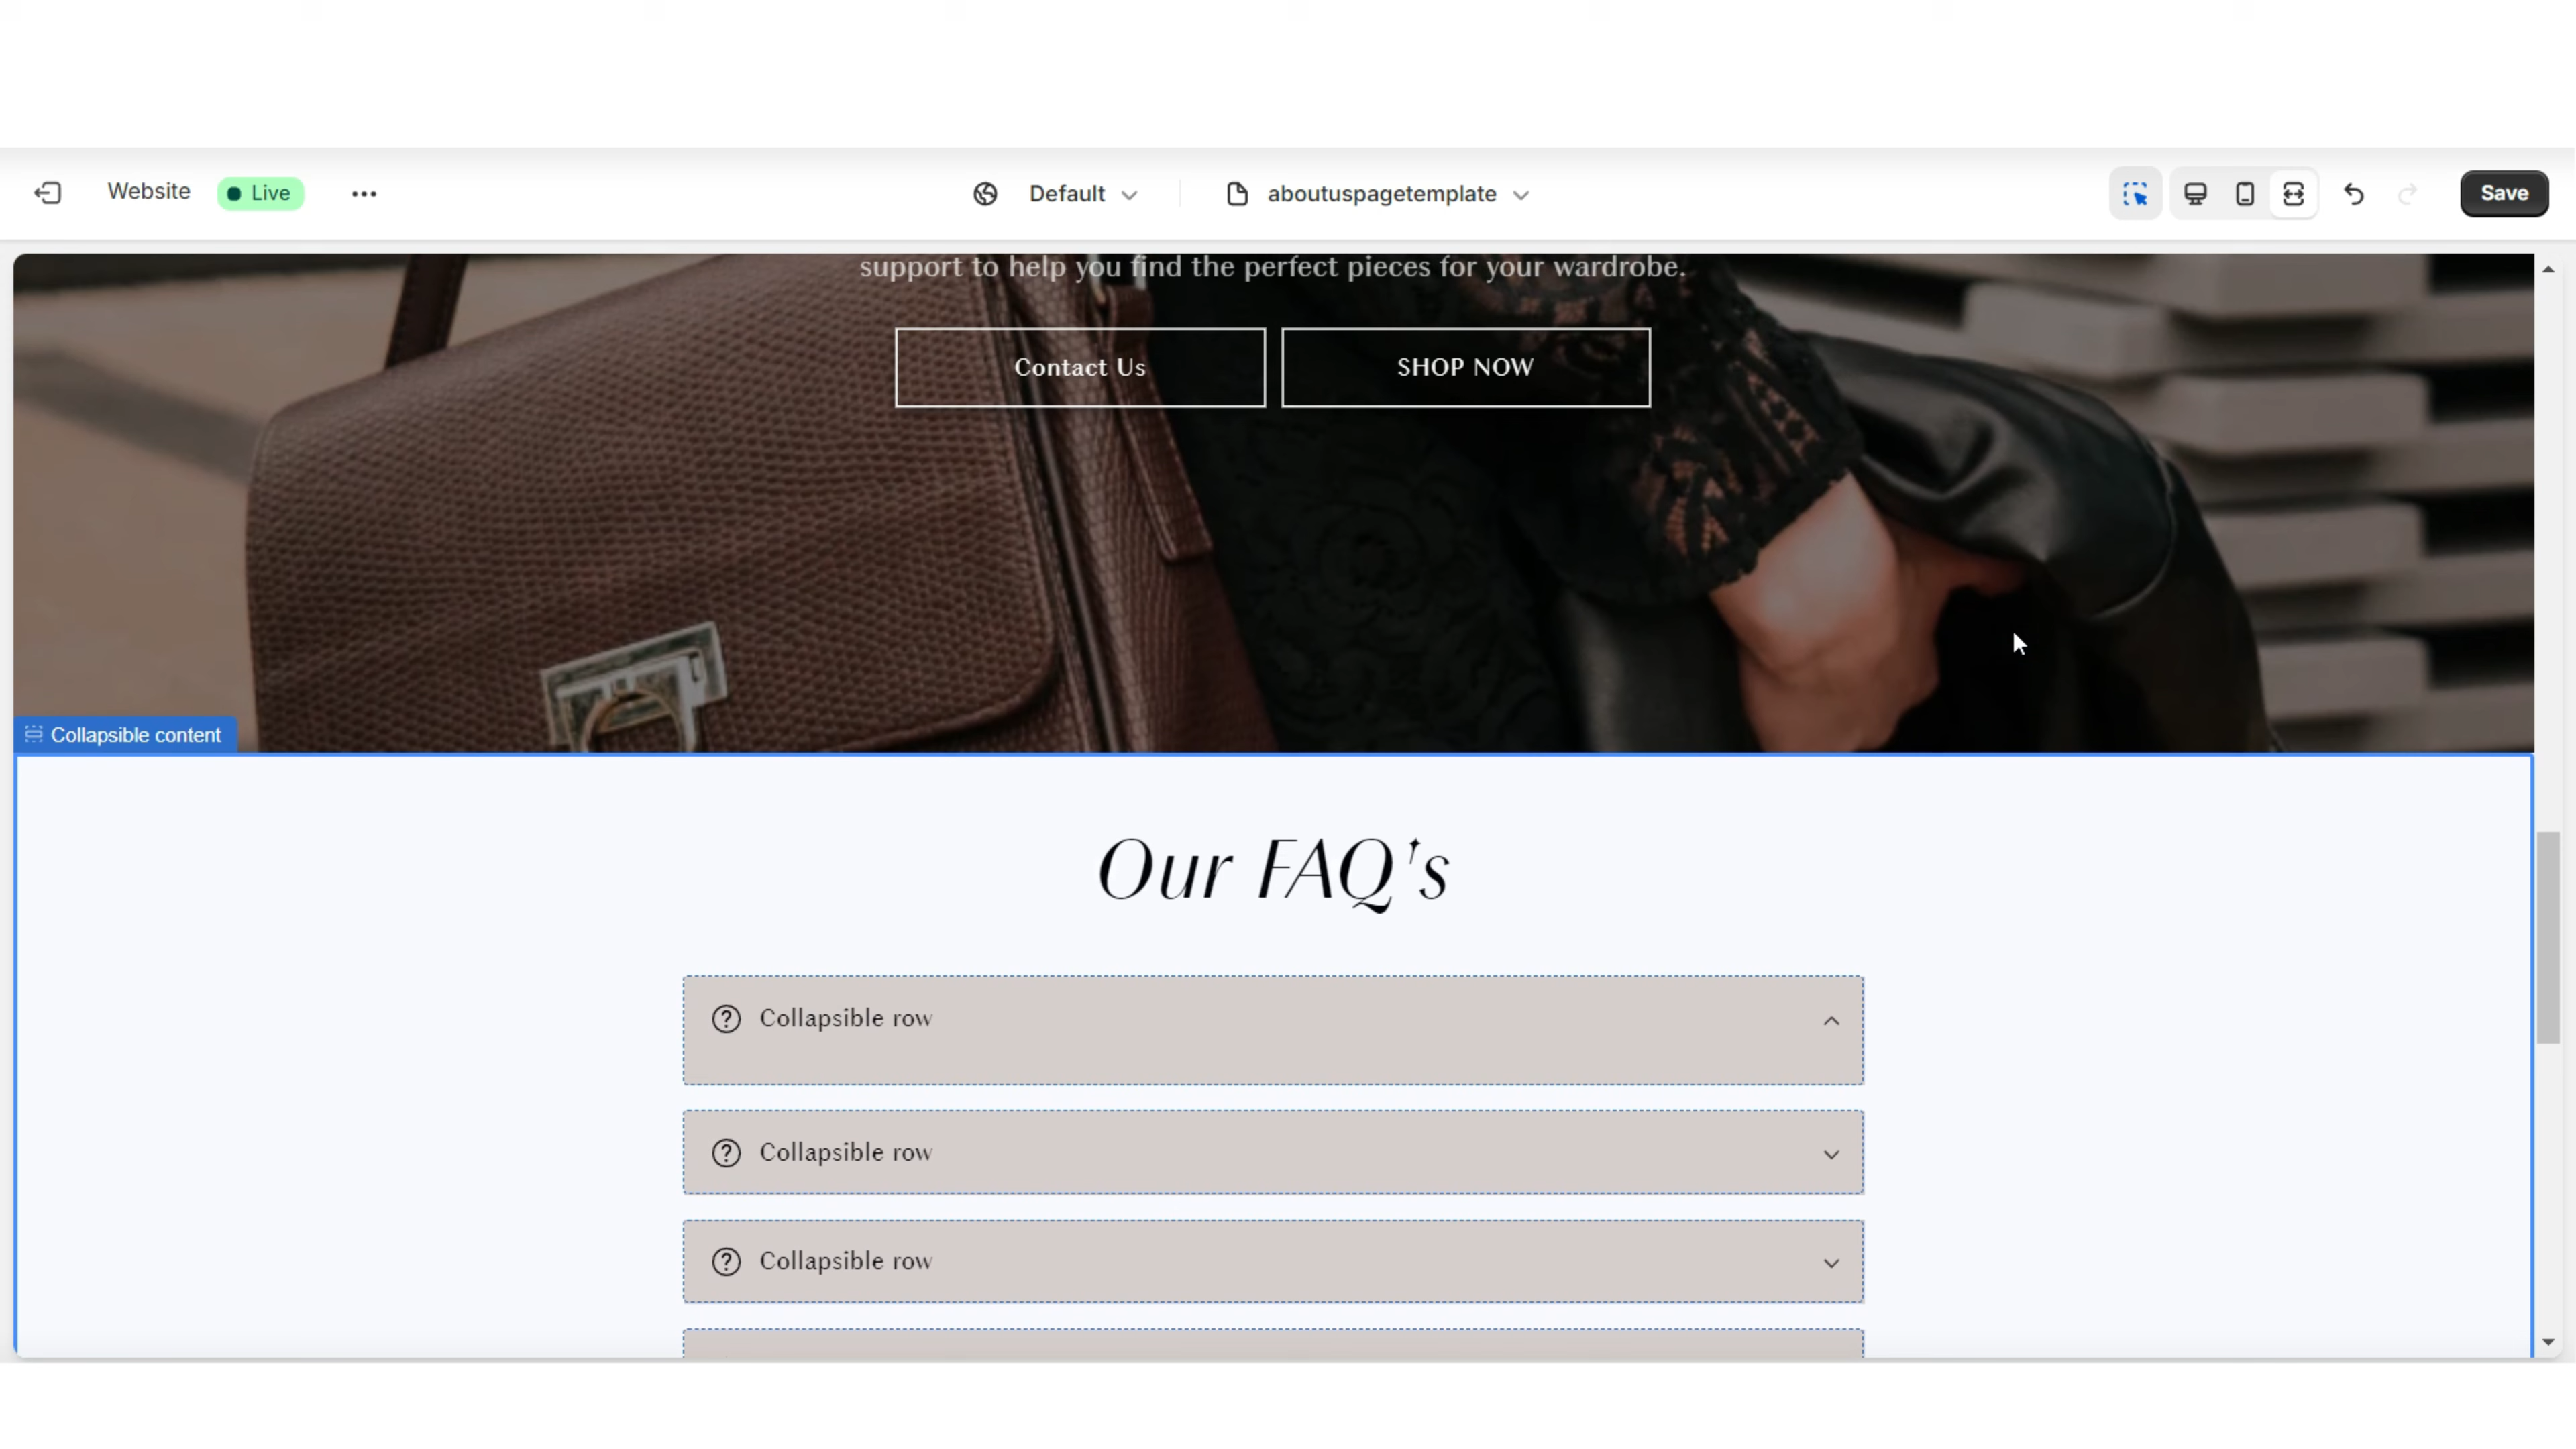 Website
Live
Default
aboutuspagetemplate
Save
support to help you find the perfect pieces for your wardrobe.
Contact Us
SHOP NOW
Collapsible content
Our FAQ's
Collapsible row
Collapsible row
Collapsible row